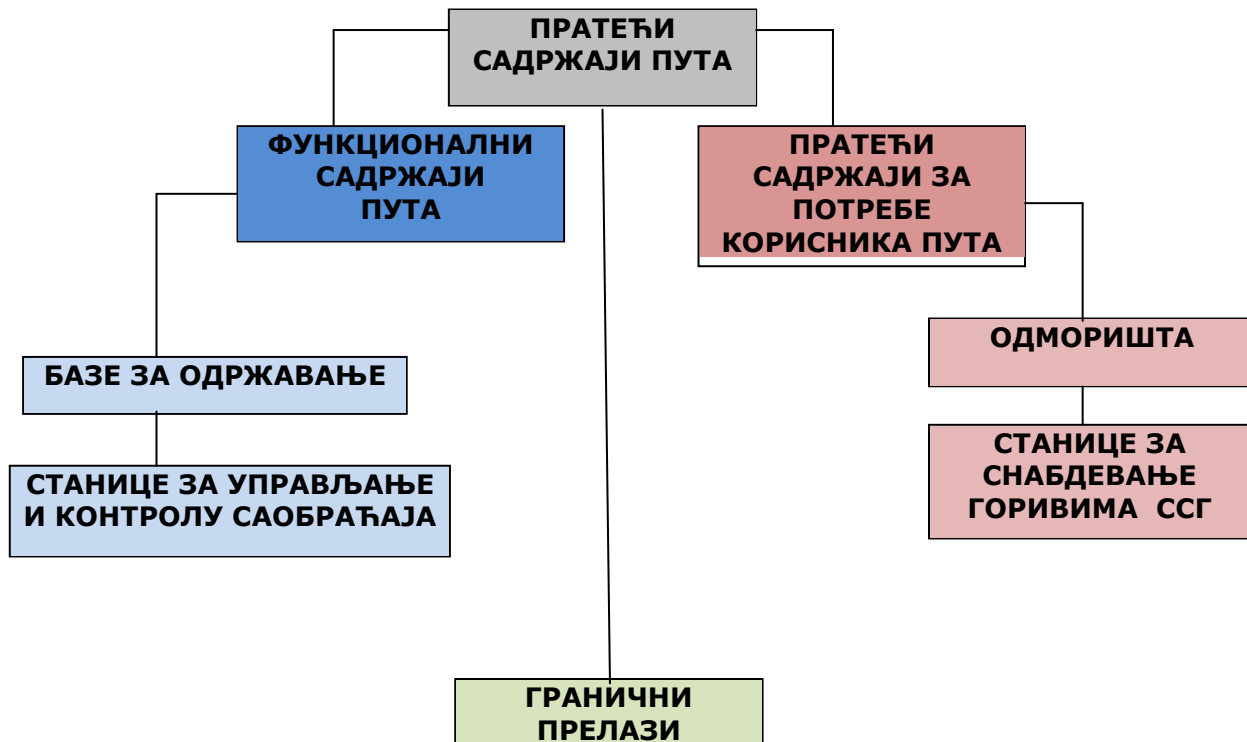 ПРАТЕЋИ
САДРЖАЈИ ПУТА
ФУНКЦИОНАЛНИ
САДРЖАЈИ
ПУТА
ПРАТЕЋИ
САДРЖАЈИ ЗА
ПОТРЕБЕ
КОРИСНИКА ПУТА
ОДМОРИШТА
БАЗЕ ЗА ОДРЖАВАЊЕ
СТАНИЦЕ ЗА
СНАБДЕВАЊЕ
ГОРИВИМА ССГ
СТАНИЦЕ ЗА УПРАВЉАЊЕ
И КОНТРОЛУ САОБРАЋАЈА
ГРАНИЧНИ
ПРЕЛАЗИ